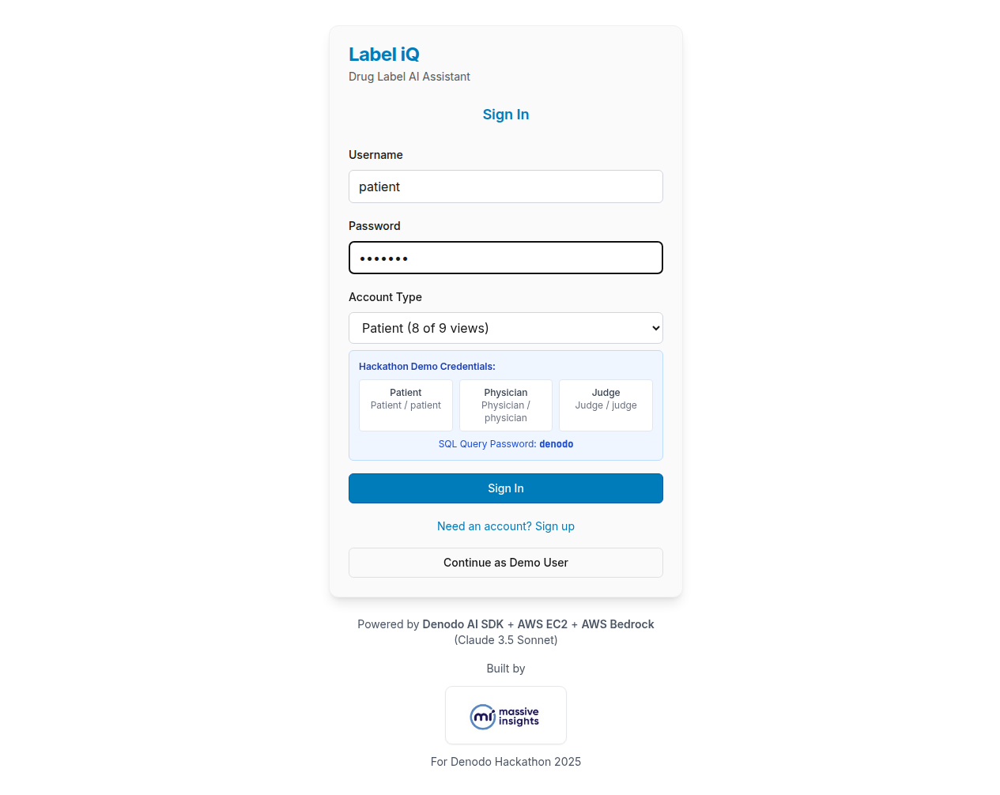 Label iQ
Drug Label AI Assistant
Sign In
Username
patient
Password
•••••••
Account Type
Patient (8 of 9 views)
Hackathon Demo Credentials:
Patient
Patient / patient
Physician
Physician /
physician
Judge
Judge / judge
SQL Query Password: denodo
Sign In
Need an account? Sign up
Continue as Demo User
Powered by Denodo AI SDK + AWS EC2 + AWS Bedrock
(Claude 3.5 Sonnet)
Built by
mi massive
insights
For Denodo Hackathon 2025